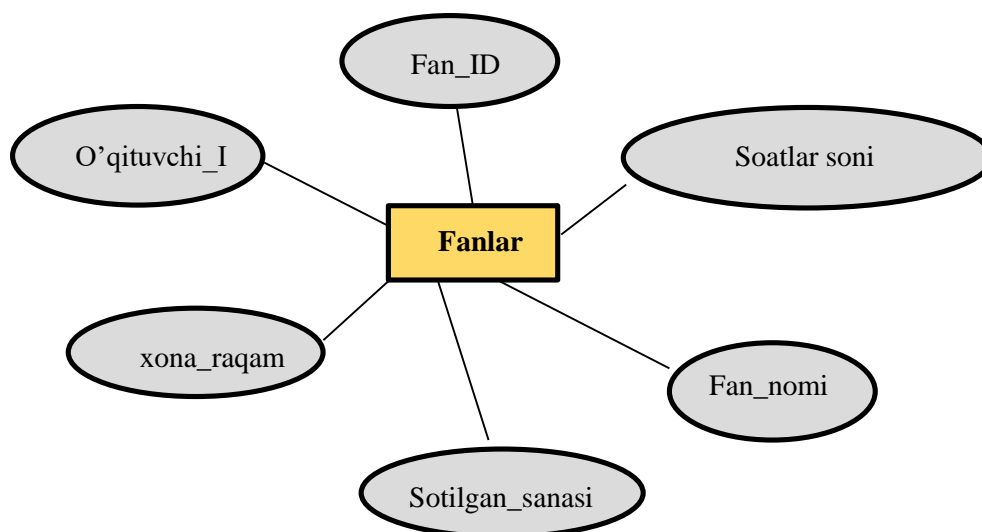 Fan_ID
O’qituvchi_I
Soatlar soni
Fanlar
xona_raqam
Fan_nomi
Sotilgan_sanasi